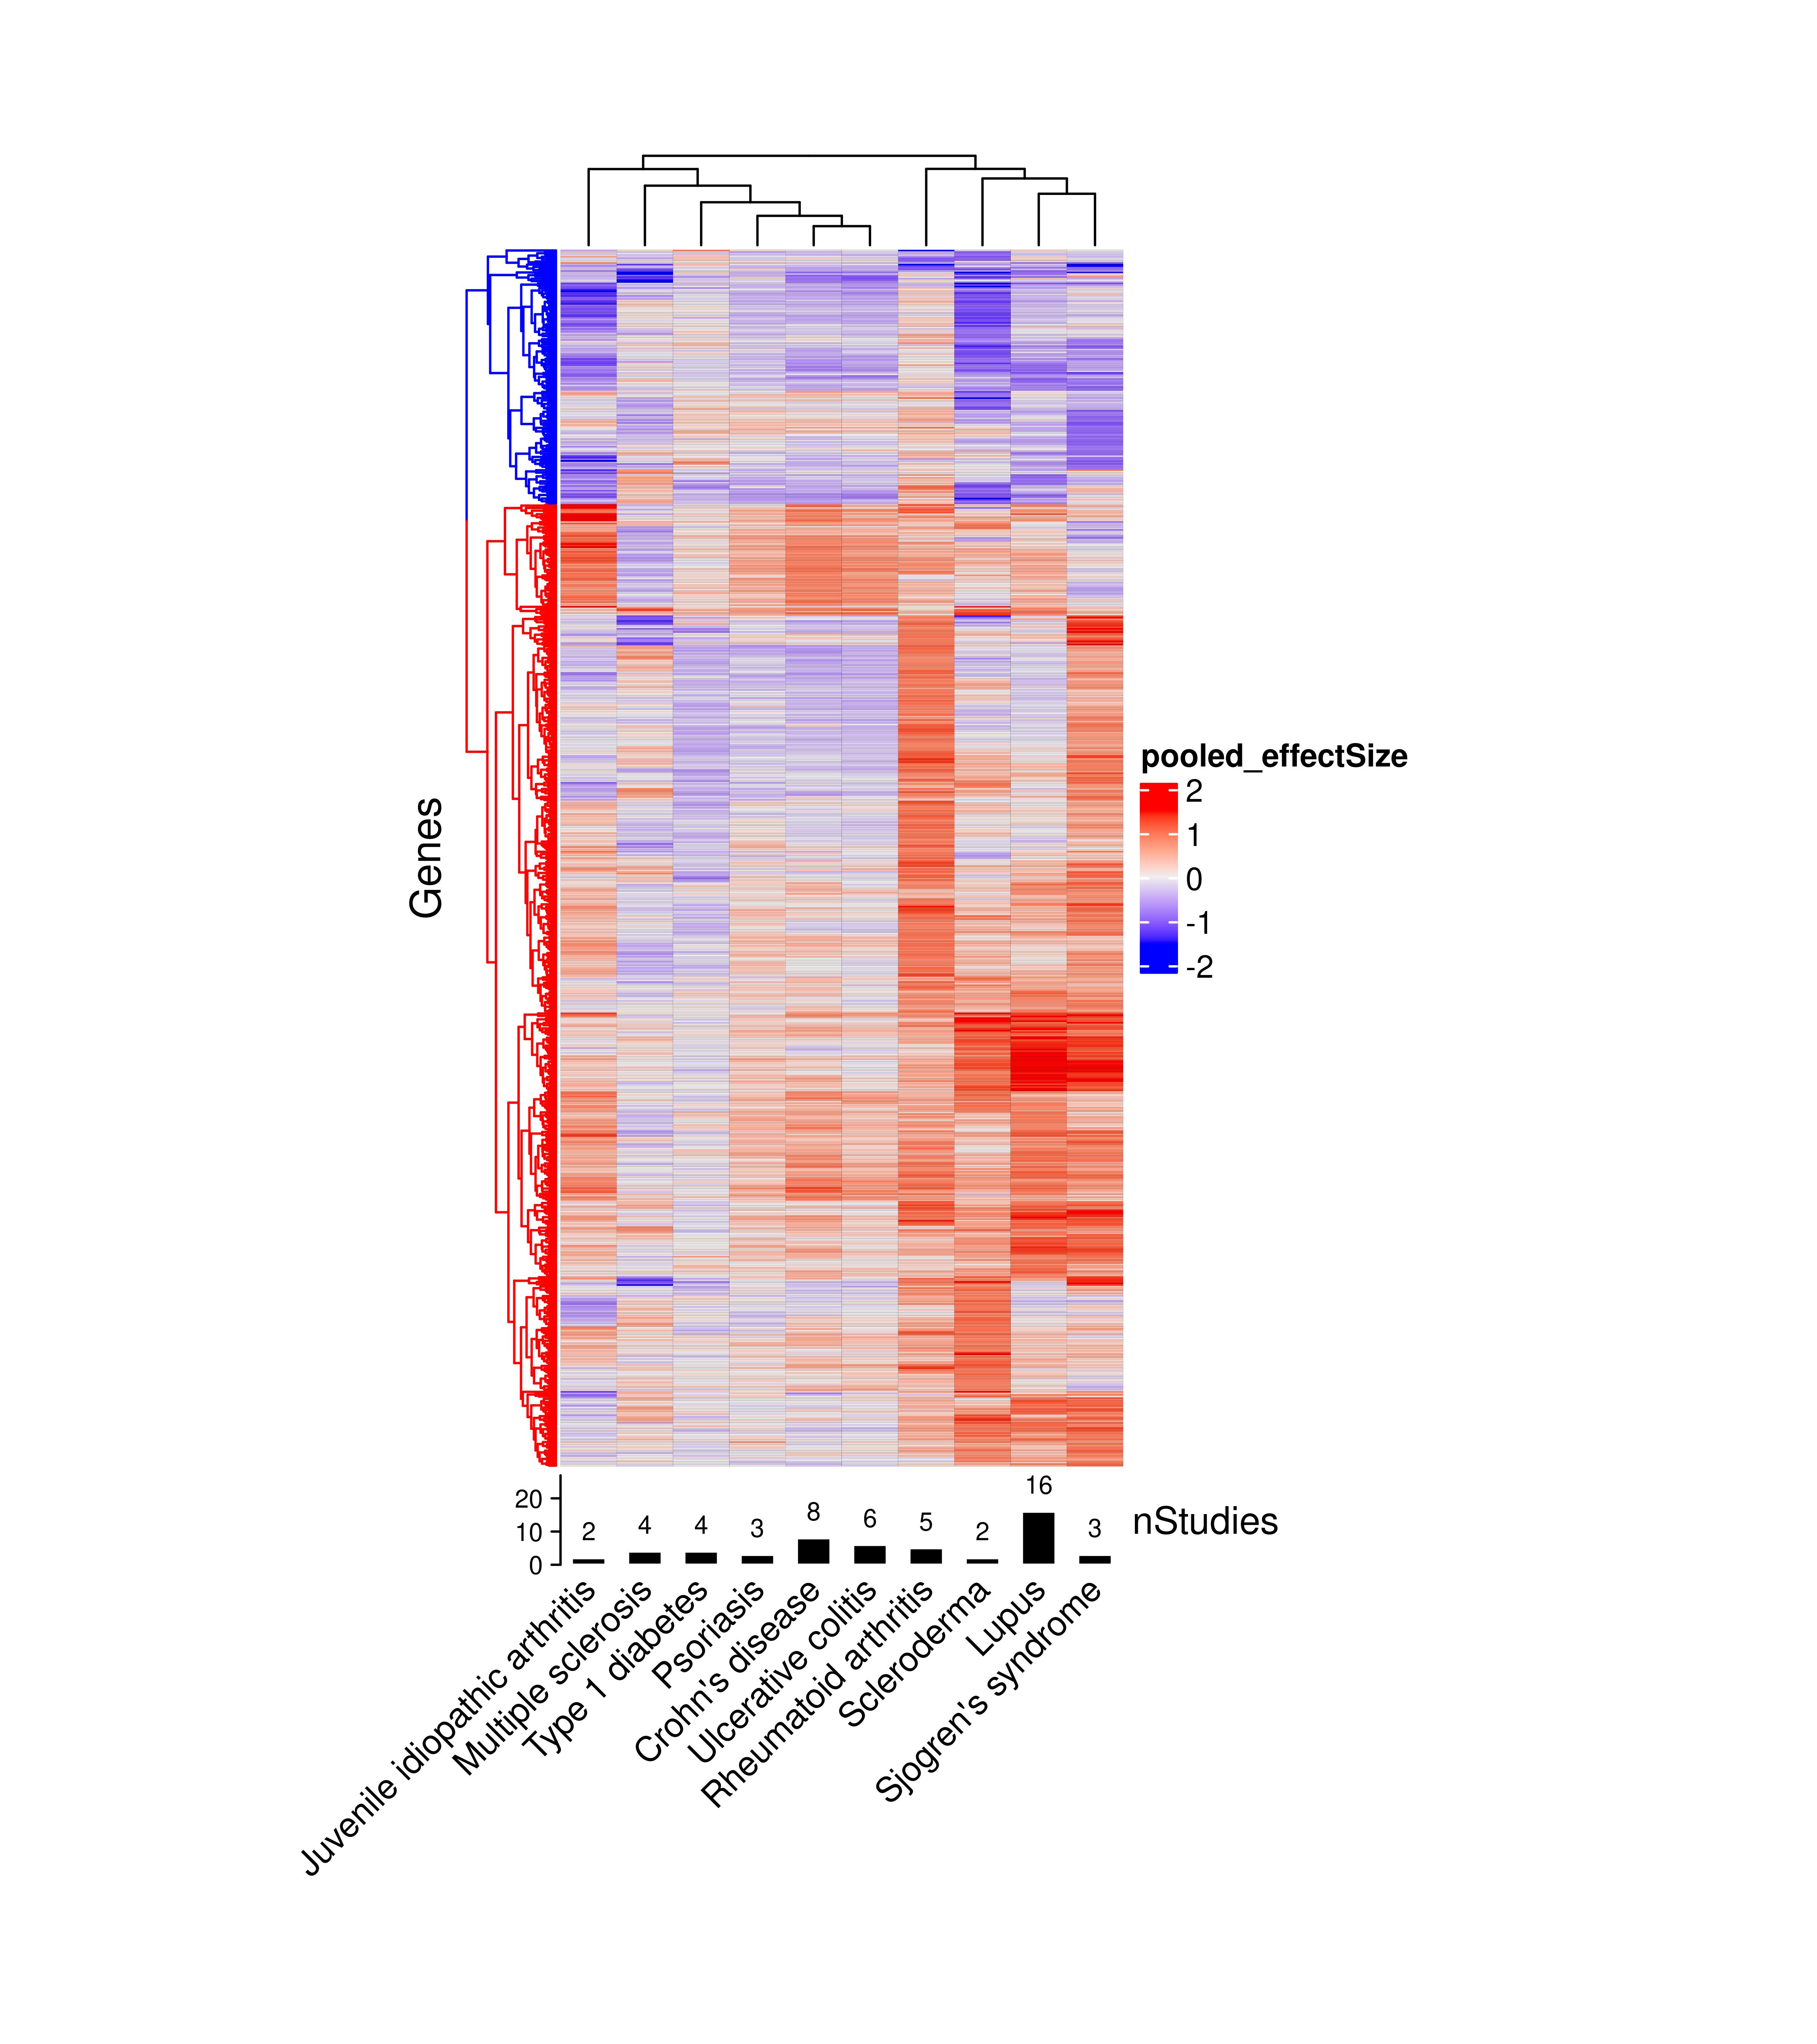 Genes
pooled_effectSize
2
1
0
-1
-2
20
10
0
2
4
4
3
8
6
5
2
16
3
nStudies
Juvenile idiopathic arthritis
Multiple sclerosis
Type 1 diabetes
Psoriasis
Crohn's disease
Ulcerative colitis
Rheumatoid arthritis
Scleroderma
Lupus
Sjogren's syndrome